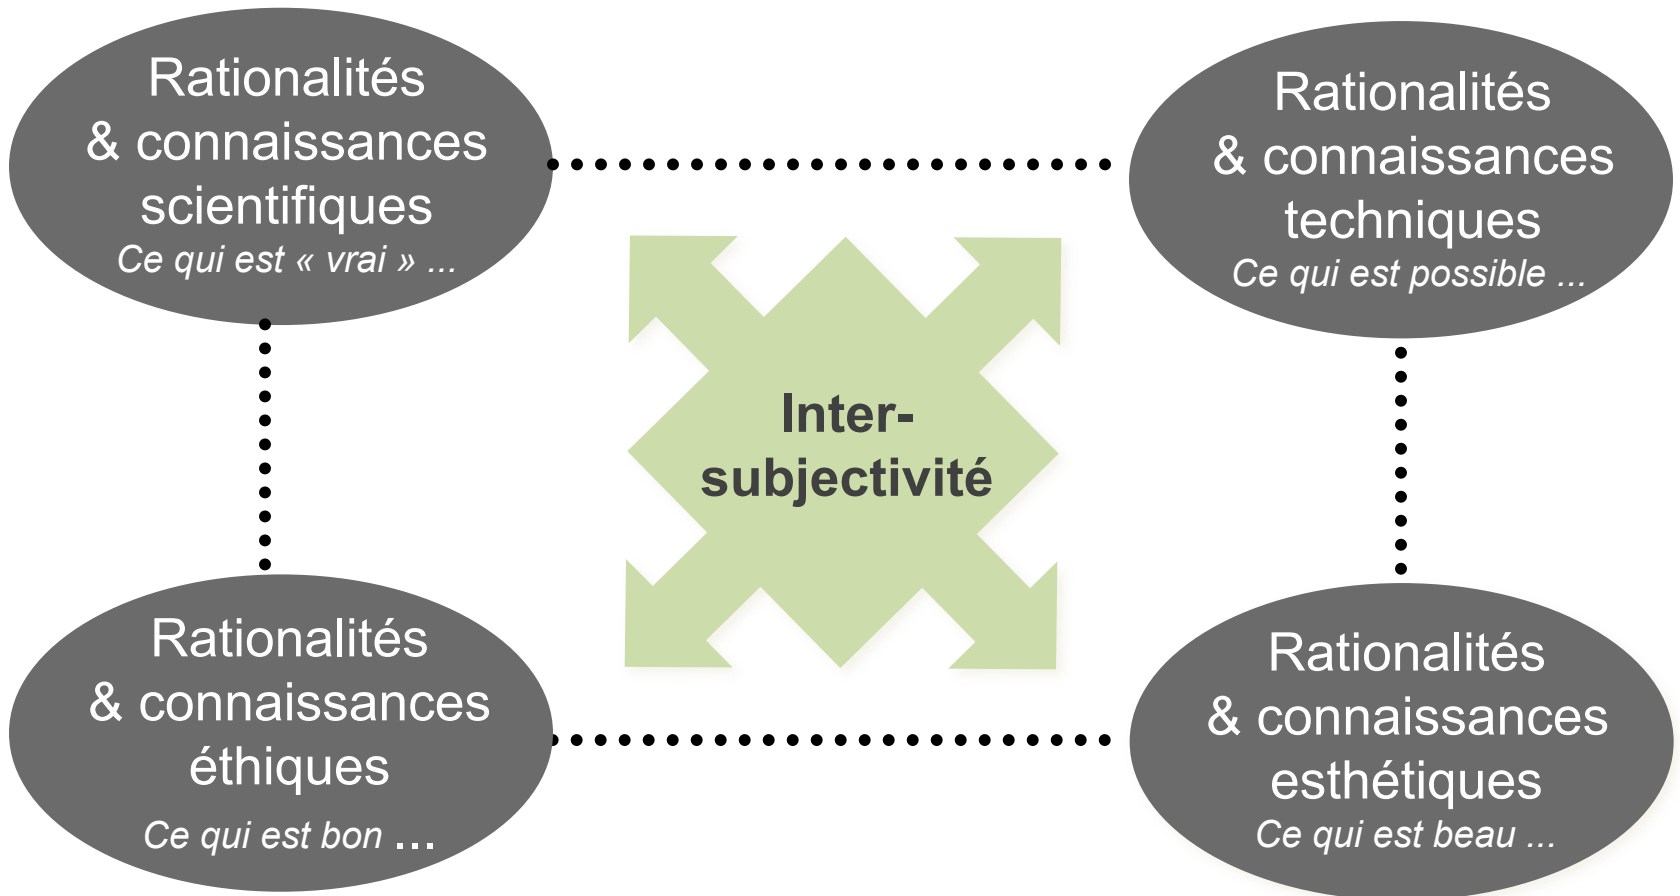 Rationalités
& connaissances
scientifiques
Ce qui est « vrai » ...
Rationalités
& connaissances
techniques
Ce qui est possible ...
Inter-
subjectivité
Rationalités
& connaissances
éthiques
Ce qui est bon ...
Rationalités
& connaissances
esthétiques
Ce qui est beau ...